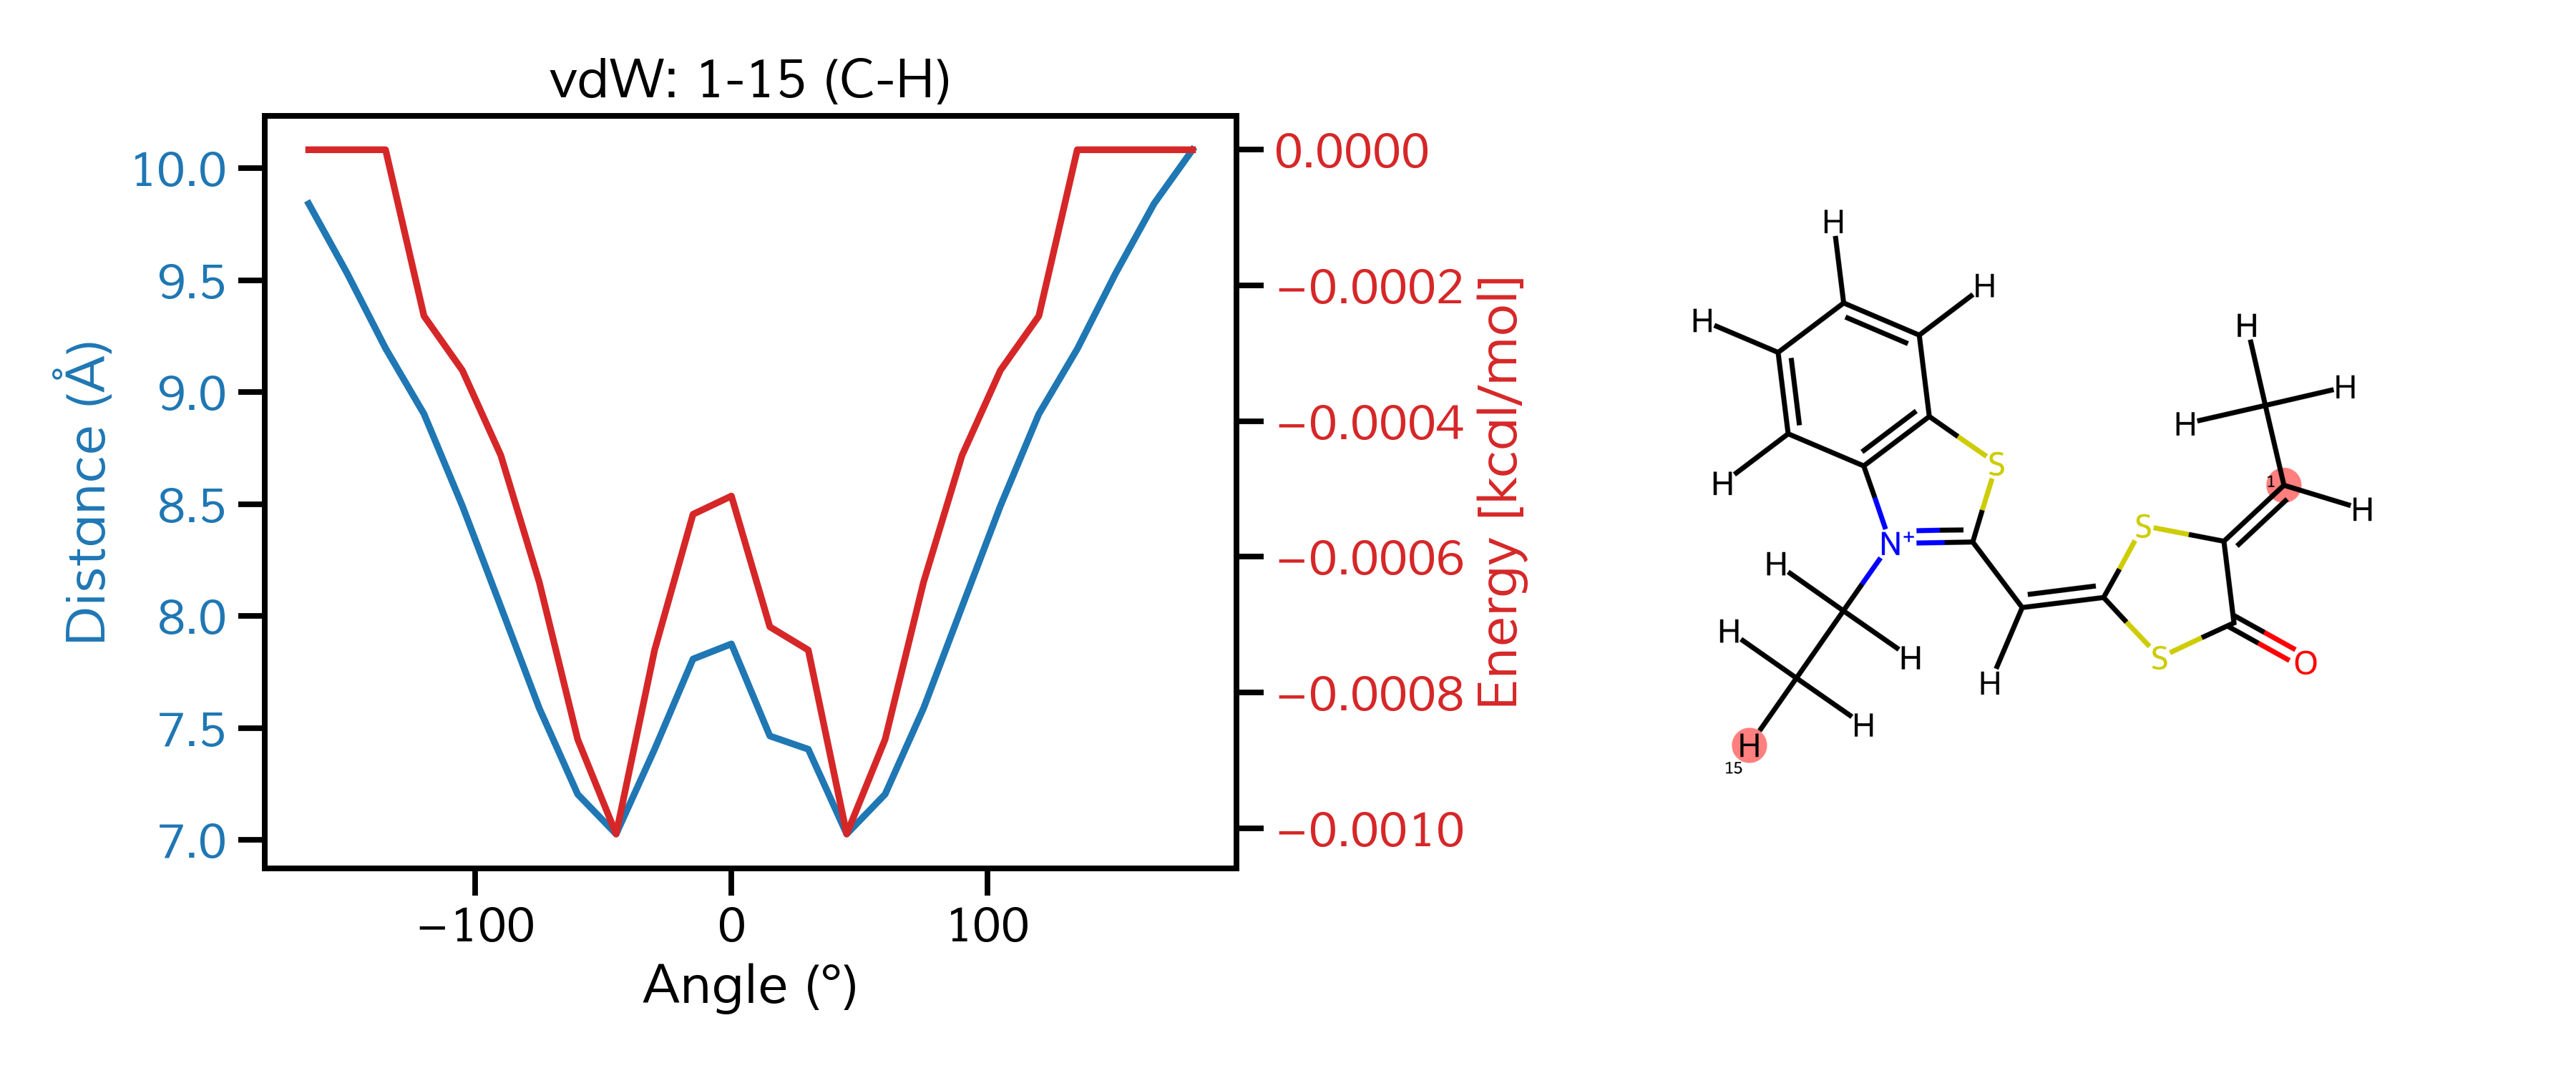 vdW: 1-15 (C-H)
Distance (Å)
10.0
9.5
9.0
8.5
8.0
7.5
7.0
−100
0
100
Angle (°)
0.0000
−0.0002
−0.0004
−0.0006
−0.0008
−0.0010
Energy [kcal/mol]
H
H
H
H
H
H
H
S
1
H
S
N+
H
H
H
S
O
H
H
H
15